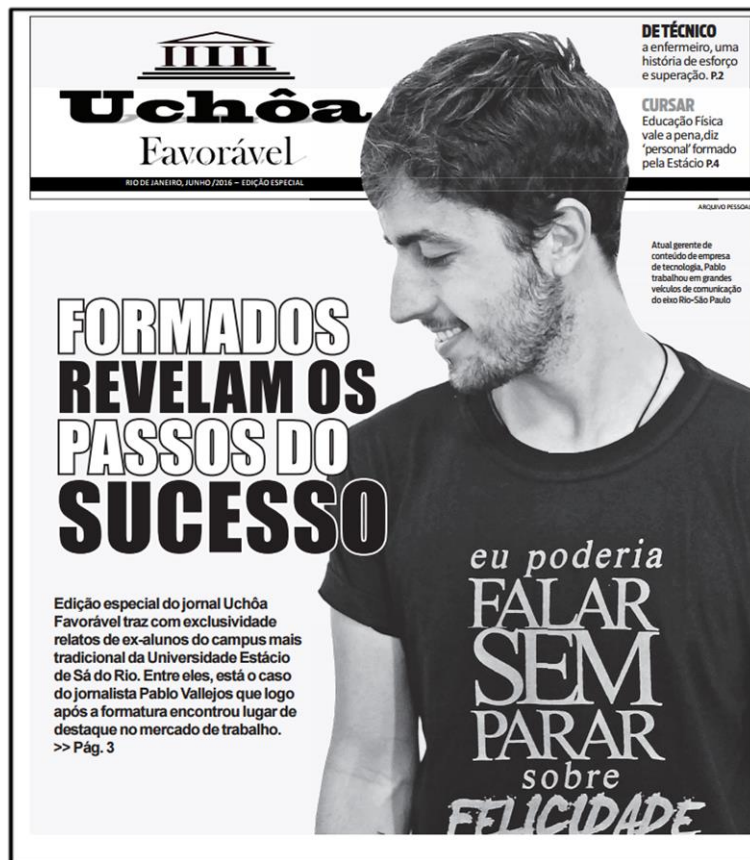 Uchôa
Favorável
RIO DE JANEIRO, JUNHO /2016 – EDIÇÃO ESPECIAL
DE TÉCNICO
a enfermeiro, uma
história de esforço
e superação. P.2
CURSAR
Educação Física
vale a pena,diz
'personal' formado
pela Estácio P.4
ARQUIVO PESSOAL
Atual gerente de
conteúdo de empresa
de tecnologia, Pablo
trabalhou em grandes
veículos de comunicação
do eixo Rio-São Paulo
FORMADOS
REVELAM OS
PASSOS DO
SUCESSO
Edição especial do jornal Uchôa
Favorável traz com exclusividade
relatos de ex-alunos do campus mais
tradicional da Universidade Estácio
de Sá do Rio. Entre eles, está o caso
do jornalista Pablo Vallejos que logo
após a formatura encontrou lugar de
destaque no mercado de trabalho.
>> Pág. 3
eu poderia
FALAR
SEM
PARAR
sobre
FELICIDADE